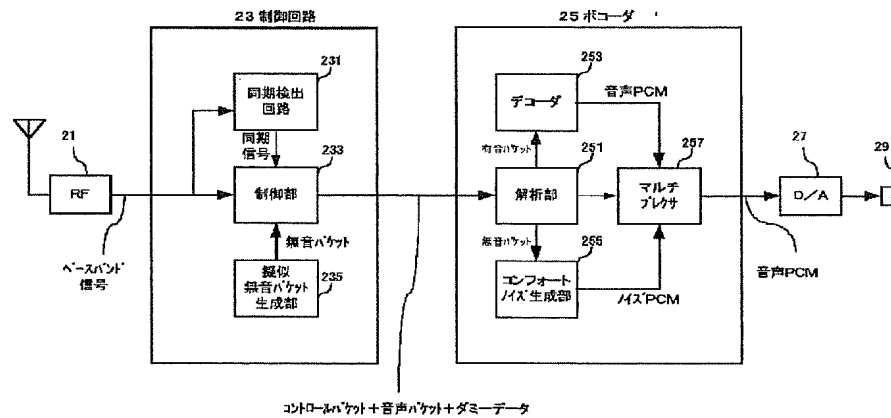 23 制御回路
25 ボコーダ
231
同期検出
回路
同期
信号
21
RF
ベースバンド
信号
233
制御部
無音パケット
擬似
無音パケット
生成部
235
コントロールパケット＋音声パケット＋ダミーデータ
253
デコーダ
音声PCM
有音パケット
251
解析部
257
マルチ
プレクサ
無音パケット
255
コンフォート
ノイズ生成部
ノイズPCM
27
D/A
29
音声PCM